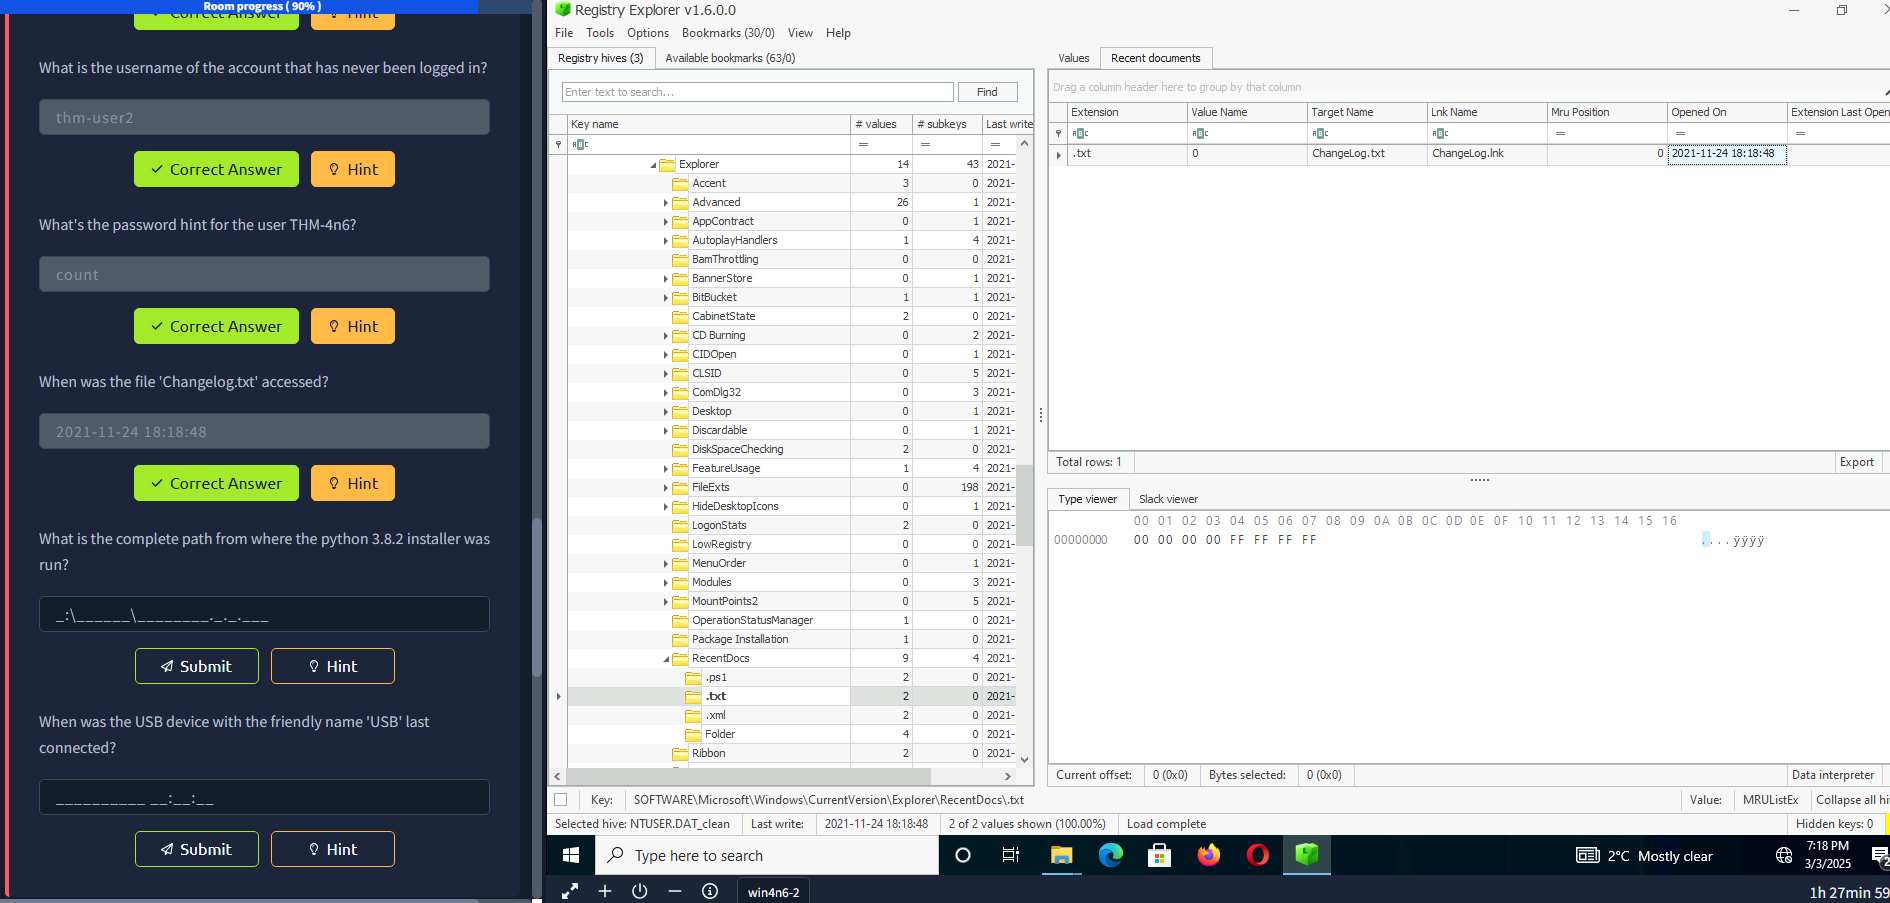 Room progress ( 90% )
Correct Answer
Hint
What is the username of the account that has never been logged in?
thm-user2
Correct Answer
Hint
What's the password hint for the user THM-4n6?
count
Correct Answer
Hint
When was the file 'Changelog.txt' accessed?
2021-11-24 18:18:48
Correct Answer
Hint
What is the complete path from where the python 3.8.2 installer was
run?
_:\______\________._._.___
Submit
Hint
When was the USB device with the friendly name 'USB' last
connected?
__________ __:__:__
Submit
Hint
Registry Explorer v1.6.0.0
File Tools Options Bookmarks (30/0) View Help
Registry hives (3) Available bookmarks (63/0)
Enter text to search... Find
Key name # values # subkeys Last write
= = =
Explorer 14 43 2021-
Accent 3 0 2021-
Advanced 26 1 2021-
AppContract 0 1 2021-
AutoplayHandlers 1 4 2021-
BamThrottling 0 0 2021-
BannerStore 0 1 2021-
BitBucket 1 1 2021-
CabinetState 2 0 2021-
CD Burning 0 2 2021-
CIDOpen 0 1 2021-
CLSID 0 5 2021-
ComDlg32 0 3 2021-
Desktop 0 1 2021-
Discardable 0 1 2021-
DiskSpaceChecking 2 0 2021-
FeatureUsage 1 4 2021-
FileExts 0 198 2021-
HideDesktopIcons 0 1 2021-
LogonStats 2 0 2021-
LowRegistry 0 0 2021-
MenuOrder 0 1 2021-
Modules 0 3 2021-
MountPoints2 0 5 2021-
OperationStatusManager 1 0 2021-
Package Installation 1 0 2021-
RecentDocs 9 4 2021-
.ps1 2 0 2021-
.txt 2 0 2021-
.xml 2 0 2021-
Folder 4 0 2021-
Ribbon 2 0 2021-
Values Recent documents
Drag a column header here to group by that column
Extension Value Name Target Name Lnk Name Mru Position Opened On Extension Last Open
= = =
.txt 0 ChangeLog.txt ChangeLog.lnk 0 2021-11-24 18:18:48
Total rows: 1 Export
Type viewer Slack viewer
00 01 02 03 04 05 06 07 08 09 0A 0B 0C 0D 0E 0F 10 11 12 13 14 15 16
00000000 00 00 00 00 FF FF FF FF ....ÿÿÿÿ
Current offset: 0 (0x0) Bytes selected: 0 (0x0) Data interpreter
Key: SOFTWARE\Microsoft\Windows\CurrentVersion\Explorer\RecentDocs\.txt Value: MRUListEx Collapse all hi
Selected hive: NTUSER.DAT_clean Last write: 2021-11-24 18:18:48 2 of 2 values shown (100.00%) Load complete Hidden keys: 0
Type here to search
2°C Mostly clear
7:18 PM
3/3/2025
2
win4n6-2
1h 27min 59